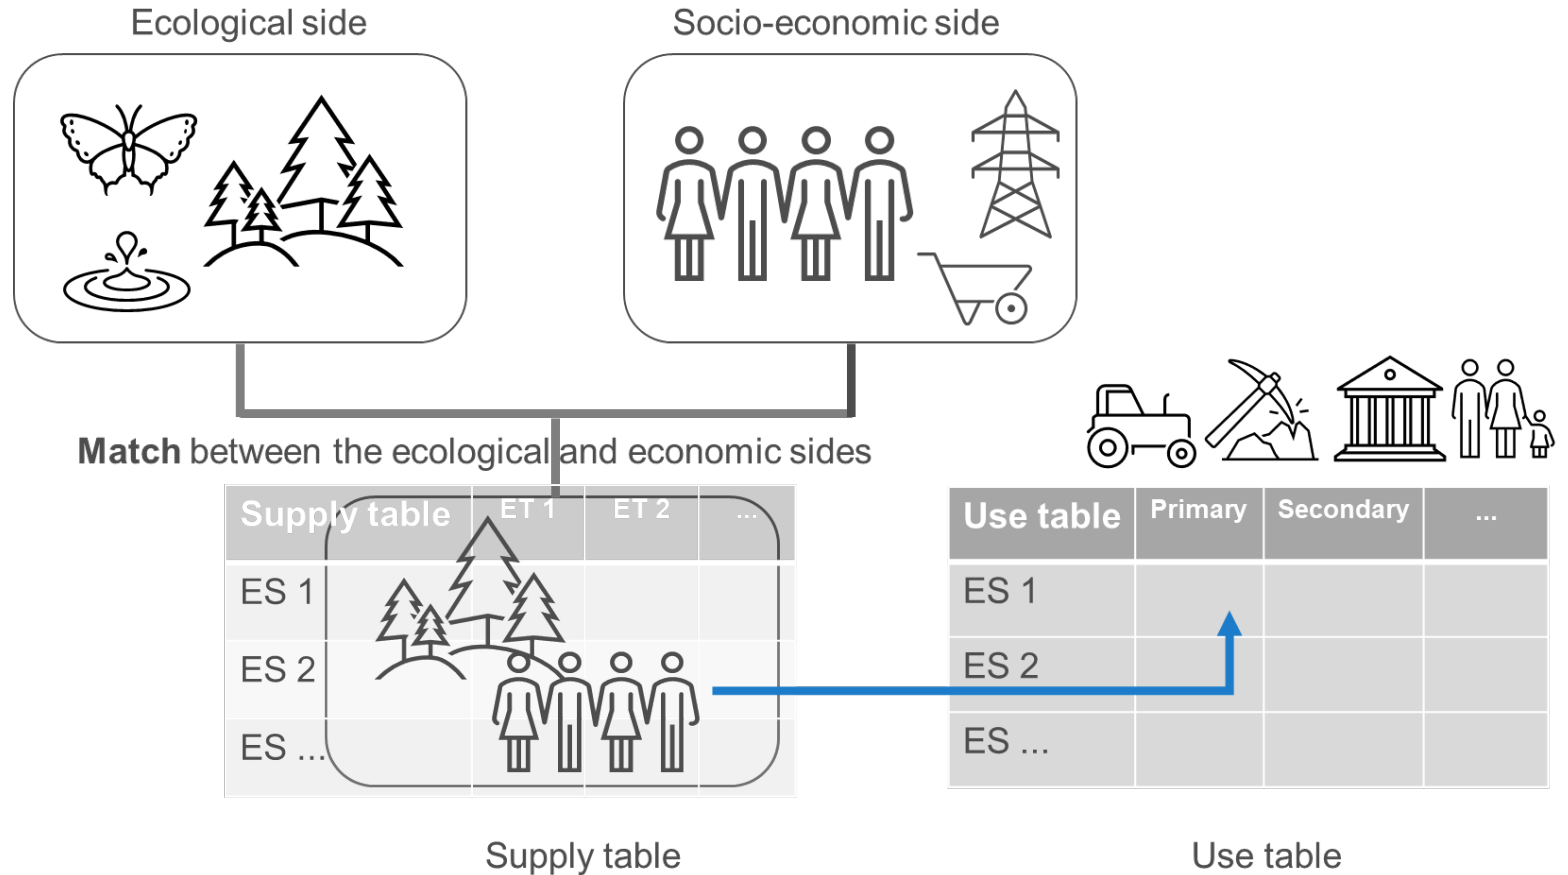 Ecological side
Socio-economic side
Match between the ecological and economic sides
Supply table ET 1 ET 2 ...
ES 1
ES 2
ES ...
Use table Primary Secondary ...
ES 1
ES 2
ES ...
Supply table
Use table